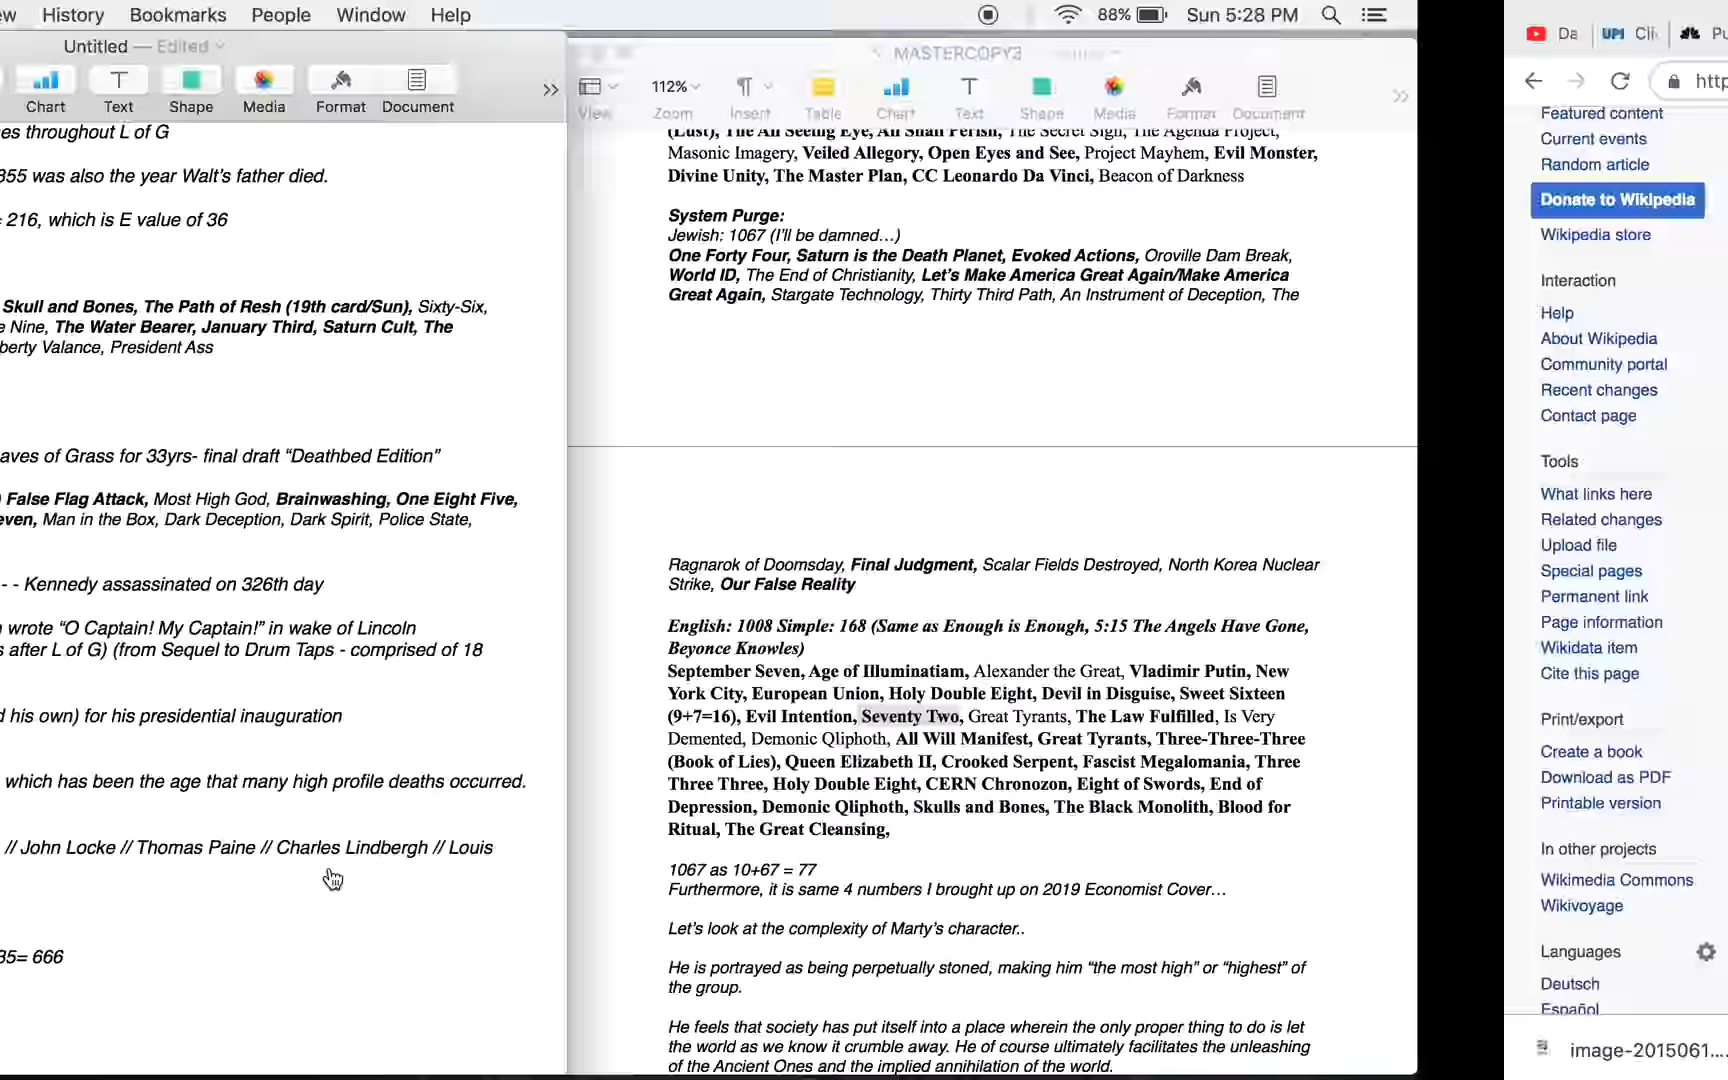 History Bookmarks People Window Help
88% Sun 5:28 PM
Untitled — Edited
Chart Text Shape Media Format Document
es throughout L of G
355 was also the year Walt's father died.
= 216, which is E value of 36
Skull and Bones, The Path of Resh (19th card/Sun), Sixty-Six,
e Nine, The Water Bearer, January Third, Saturn Cult, The
berty Valance, President Ass
aves of Grass for 33yrs- final draft “Deathbed Edition”
False Flag Attack, Most High God, Brainwashing, One Eight Five,
even, Man in the Box, Dark Deception, Dark Spirit, Police State,
- - Kennedy assassinated on 326th day
wrote “O Captain! My Captain!” in wake of Lincoln
s after L of G) (from Sequel to Drum Taps - comprised of 18
d his own) for his presidential inauguration
which has been the age that many high profile deaths occurred.
// John Locke // Thomas Paine // Charles Lindbergh // Louis
35= 666
MASTERCOPY3
112%
View Zoom Insert Table Chart Text Shape Media Format Document
(Lust), The All Seeing Eye, All Shall Perish, The Secret Sign, The Agenda Project,
Masonic Imagery, Veiled Allegory, Open Eyes and See, Project Mayhem, Evil Monster,
Divine Unity, The Master Plan, CC Leonardo Da Vinci, Beacon of Darkness
System Purge:
Jewish: 1067 (I'll be damned…)
One Forty Four, Saturn is the Death Planet, Evoked Actions, Oroville Dam Break,
World ID, The End of Christianity, Let's Make America Great Again/Make America
Great Again, Stargate Technology, Thirty Third Path, An Instrument of Deception, The
Ragnarok of Doomsday, Final Judgment, Scalar Fields Destroyed, North Korea Nuclear
Strike, Our False Reality
English: 1008 Simple: 168 (Same as Enough is Enough, 5:15 The Angels Have Gone,
Beyonce Knowles)
September Seven, Age of Illuminatiam, Alexander the Great, Vladimir Putin, New
York City, European Union, Holy Double Eight, Devil in Disguise, Sweet Sixteen
(9+7=16), Evil Intention, Seventy Two, Great Tyrants, The Law Fulfilled, Is Very
Demented, Demonic Qliphoth, All Will Manifest, Great Tyrants, Three-Three-Three
(Book of Lies), Queen Elizabeth II, Crooked Serpent, Fascist Megalomania, Three
Three Three, Holy Double Eight, CERN Chronozon, Eight of Swords, End of
Depression, Demonic Qliphoth, Skulls and Bones, The Black Monolith, Blood for
Ritual, The Great Cleansing,
1067 as 10+67 = 77
Furthermore, it is same 4 numbers I brought up on 2019 Economist Cover…
Let's look at the complexity of Marty's character..
He is portrayed as being perpetually stoned, making him “the most high” or “highest” of
the group.
He feels that society has put itself into a place wherein the only proper thing to do is let
the world as we know it crumble away. He of course ultimately facilitates the unleashing
of the Ancient Ones and the implied annihilation of the world.
Da UPI Cli Pu
http
Featured content
Current events
Random article
Donate to Wikipedia
Wikipedia store
Interaction
Help
About Wikipedia
Community portal
Recent changes
Contact page
Tools
What links here
Related changes
Upload file
Special pages
Permanent link
Page information
Wikidata item
Cite this page
Print/export
Create a book
Download as PDF
Printable version
In other projects
Wikimedia Commons
Wikivoyage
Languages
Deutsch
Español
image-2015061....